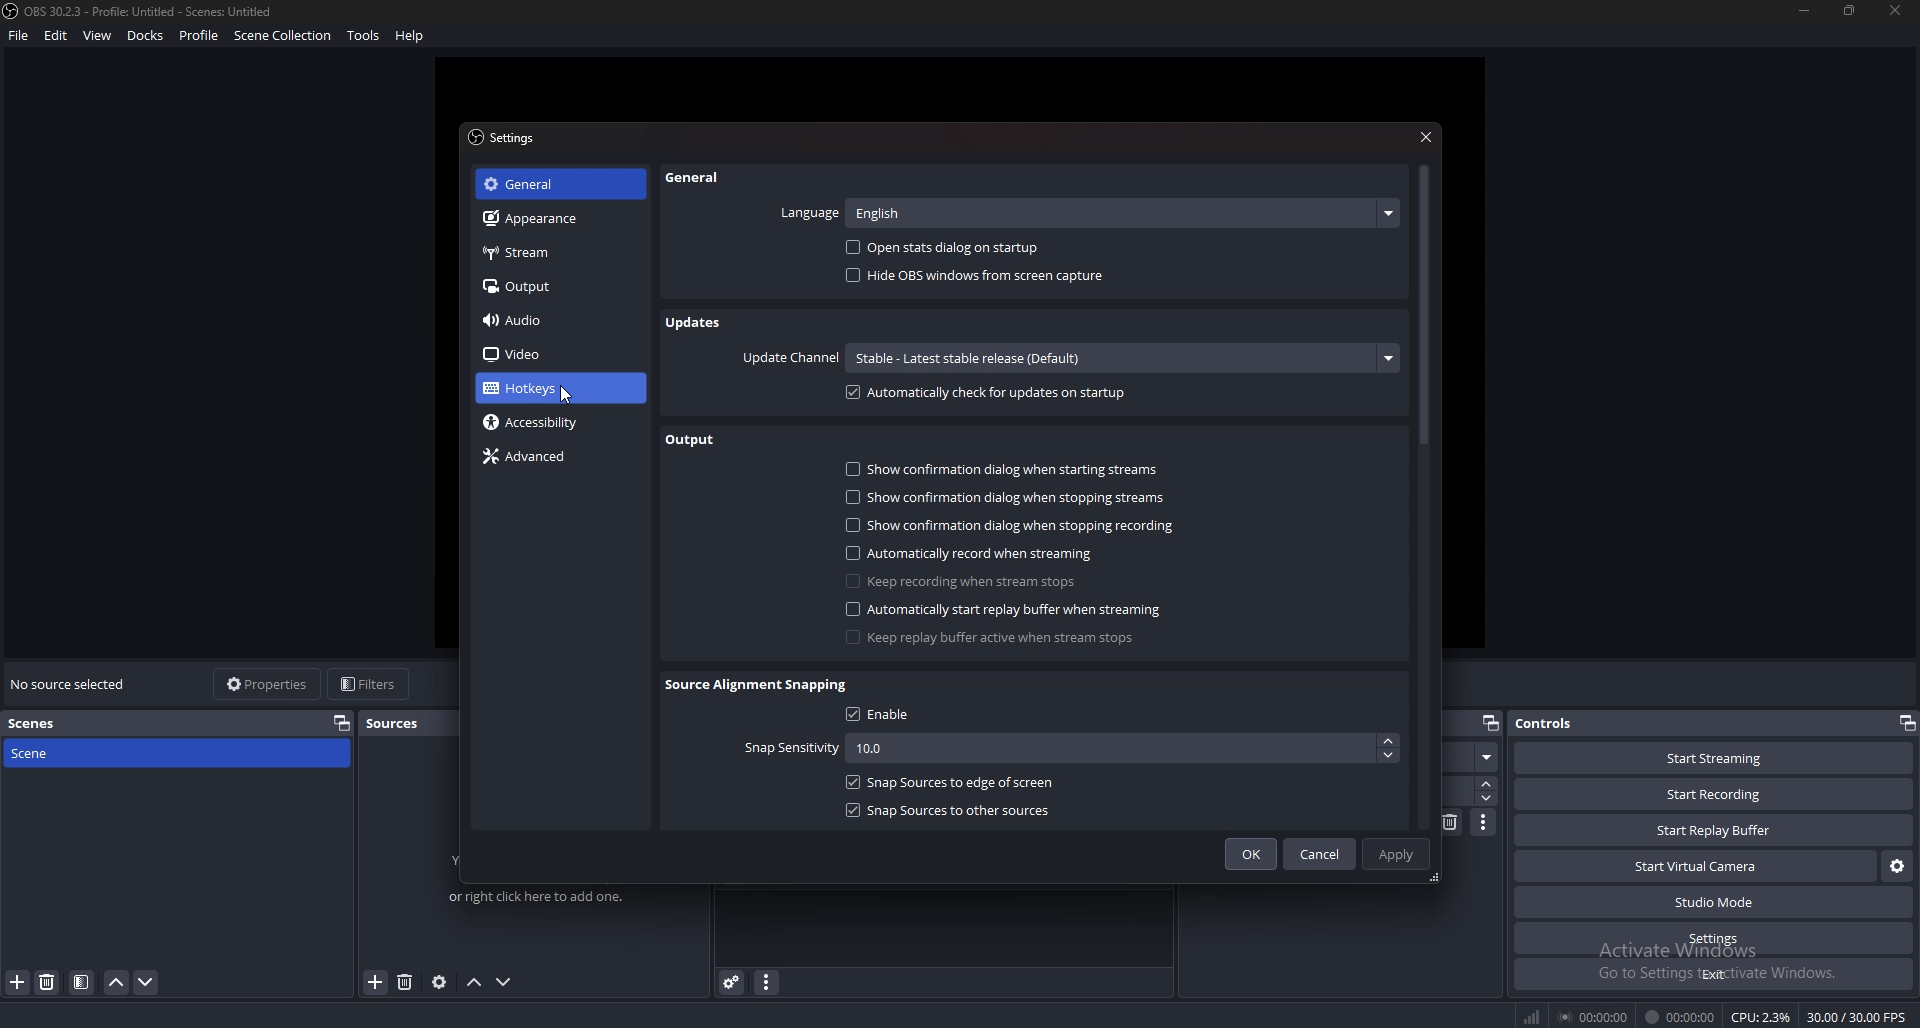 OBS 30.2.3 - Profile: Untitled - Scenes: Untitled
File Edit View Docks Profile Scene Collection Tools Help
Settings
General
Appearance
Stream
Output
Audio
Video
Hotkeys
Accessibility
Advanced
General
Language English
Open stats dialog on startup
Hide OBS windows from screen capture
Updates
Update Channel Stable - Latest stable release (Default)
Automatically check for updates on startup
Output
Show confirmation dialog when starting streams
Show confirmation dialog when stopping streams
Show confirmation dialog when stopping recording
Automatically record when streaming
Keep recording when stream stops
Automatically start replay buffer when streaming
Keep replay buffer active when stream stops
Source Alignment Snapping
Enable
Snap Sensitivity 10.0
Snap Sources to edge of screen
Snap Sources to other sources
OK Cancel Apply
No source selected Properties Filters
Scenes
Scene
Sources
or right click here to add one.
Controls
Start Streaming
Start Recording
Start Replay Buffer
Start Virtual Camera
Studio Mode
Settings
Exit
Activate Windows
Go to Settings to activate Windows.
00:00:00 00:00:00 CPU: 2.3% 30.00 / 30.00 FPS